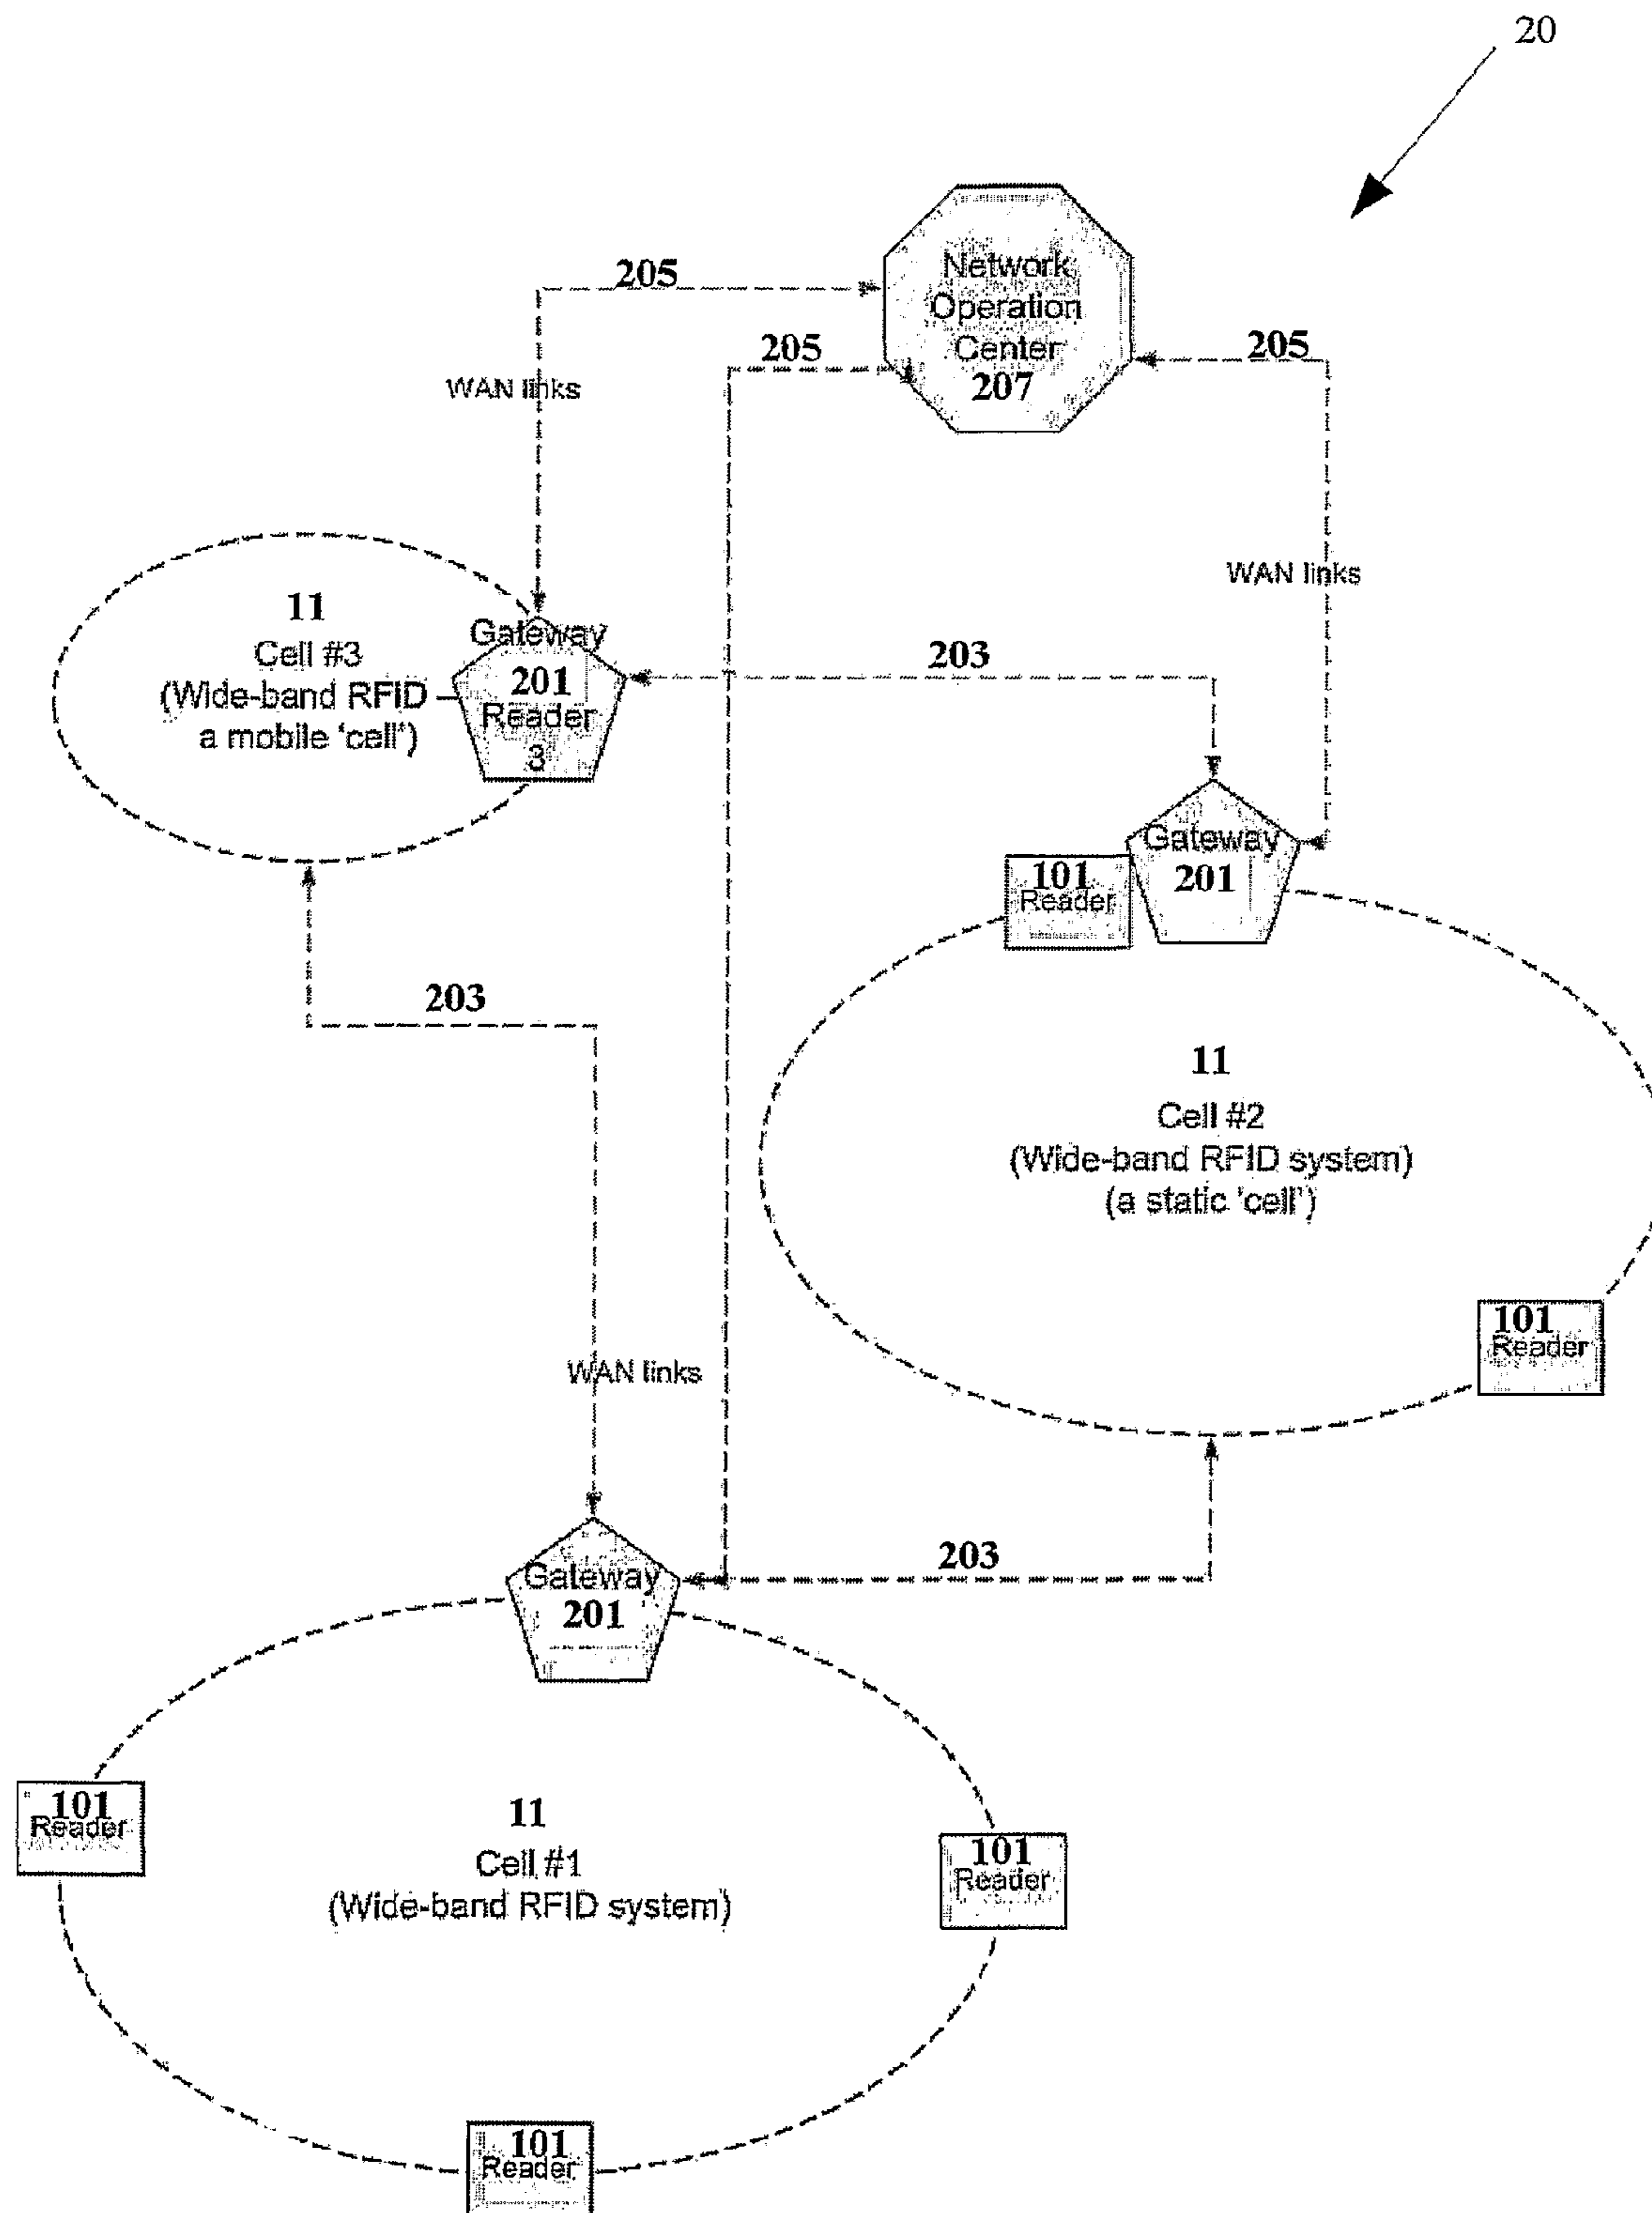 20
205
Network
Operation
Center
207
205
205
WAN links
WAN links
11
Cell #3
(Wide-band RFID
a mobile 'cell')
Gateway
201
Reader
3
203
Gateway
201
101
Reader
203
11
Cell #2
(Wide-band RFID system)
(a static 'cell')
101
Reader
WAN links
203
Gateway
201
101
Reader
11
Cell #1
(Wide-band RFID system)
101
Reader
101
Reader